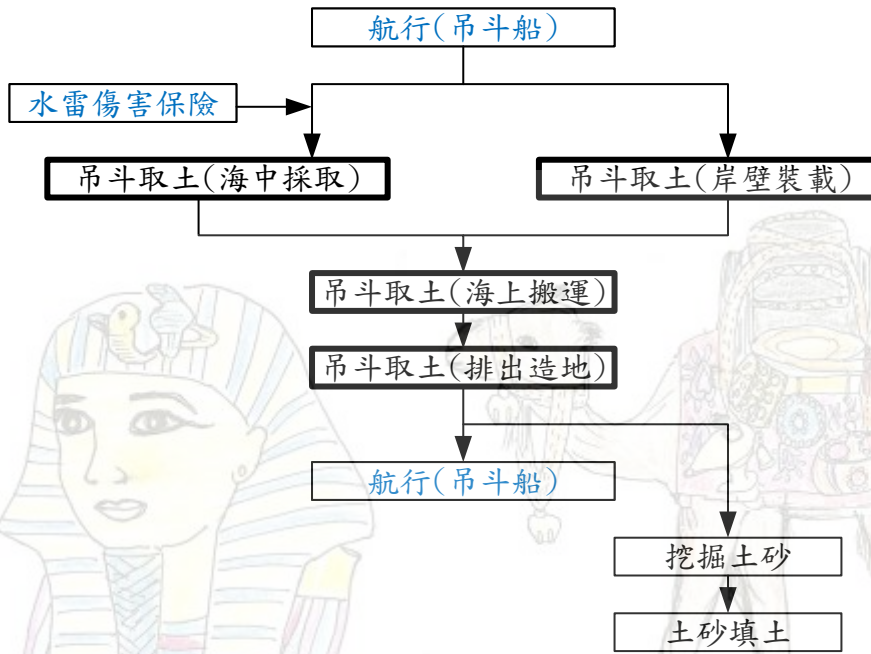 航行(吊斗船)
水雷傷害保險
吊斗取土(海中採取)
吊斗取土(岸壁裝載)
吊斗取土(海上搬運)
吊斗取土(排出造地)
航行(吊斗船)
挖掘土砂
土砂填土